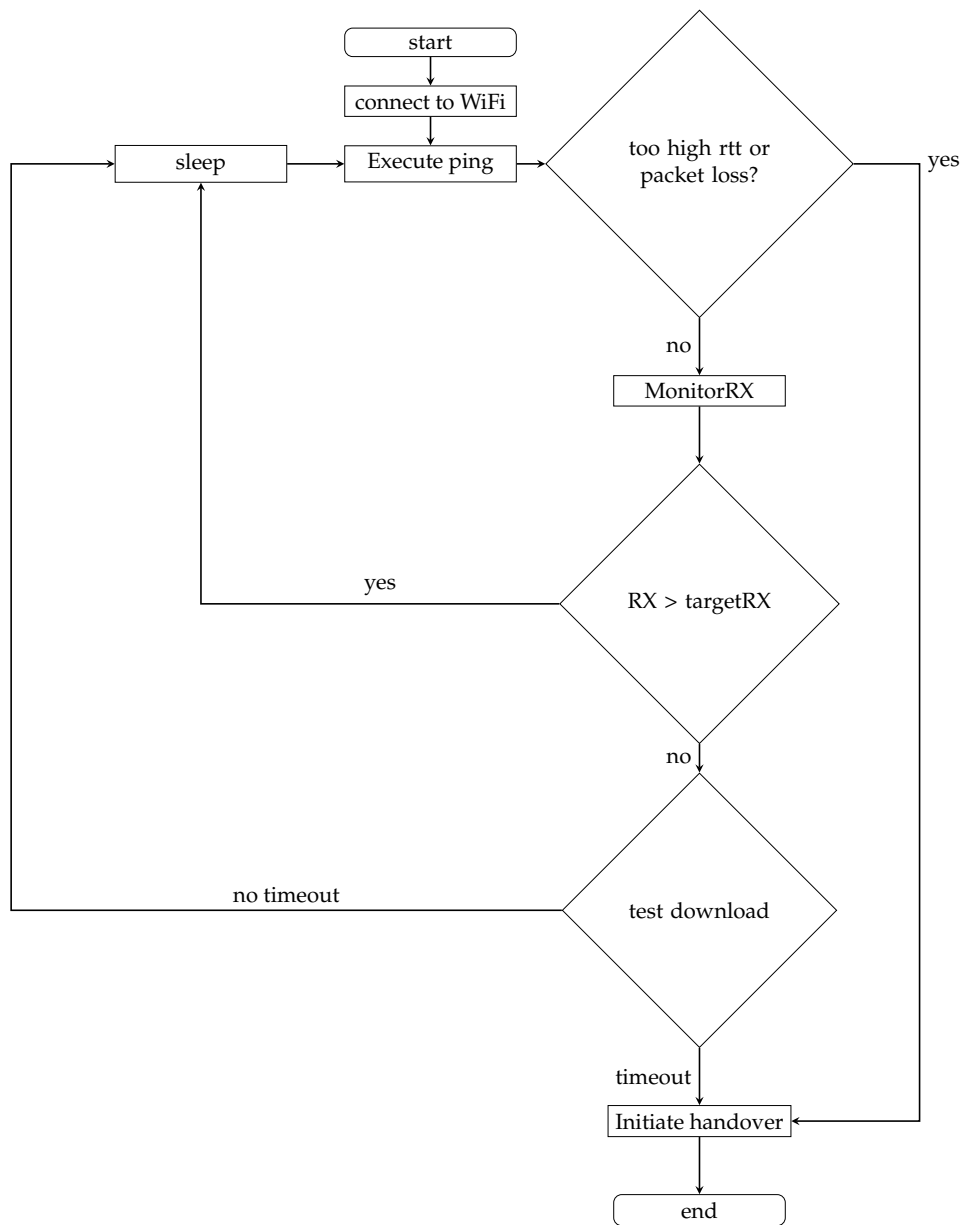 start
connect to WiFi
sleep
Execute ping
too high rtt or
packet loss?
yes
no
MonitorRX
yes
RX > targetRX
no
no timeout
test download
timeout
Initiate handover
end